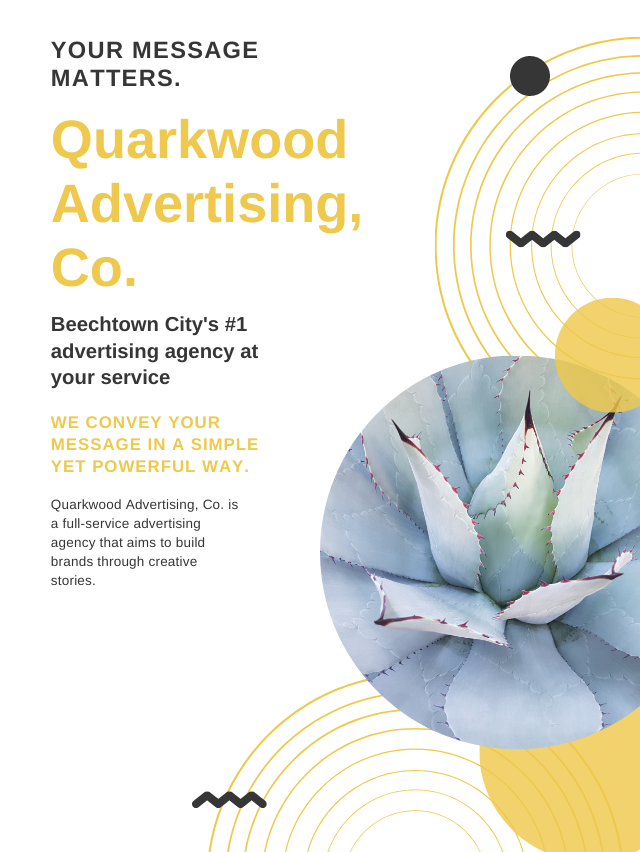 YOUR MESSAGE
MATTERS.
Quarkwood
Advertising,
Co.
Beechtown City's #1
advertising agency at
your service
WE CONVEY YOUR
MESSAGE IN A SIMPLE
YET POWERFUL WAY.
Quarkwood Advertising, Co. is
a full-service advertising
agency that aims to build
brands through creative
stories.